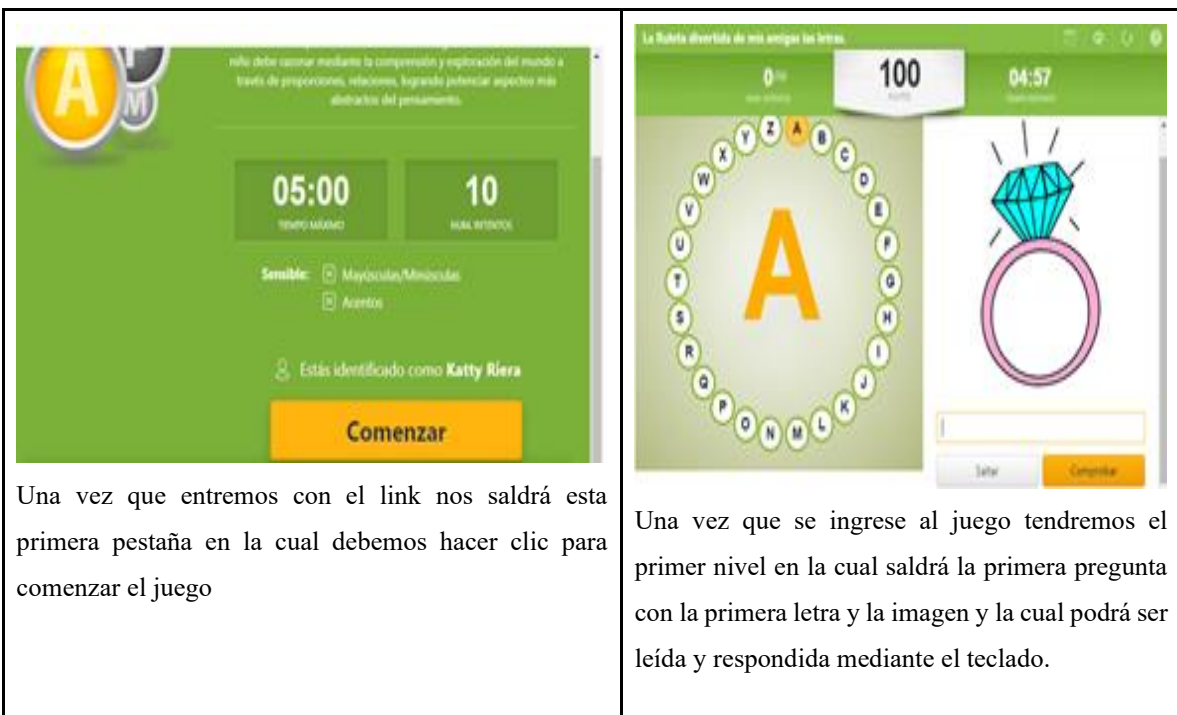 niño debe razonar mediante la comprensión y exploración del mundo a
través de proporciones, relaciones, logrando potenciar aspectos más
abstractos del pensamiento.
05:00
10
TIEMPO MÁXIMO
NUM. INTENTOS
Sensible: Mayúsculas/Minúsculas
Acentos
Estás identificado como Katty Riera
Comenzar
A
F
M
Una vez que entremos con el link nos saldrá esta
primera pestaña en la cual debemos hacer clic para
comenzar el juego
La Ruleta divertida de mis amigas las letras.
0
100
04:57
A
B
C
D
E
F
G
H
I
J
K
L
M
N
O
P
Q
R
S
T
U
V
W
X
Y
Z
A
Saltar
Comprobar
Una vez que se ingrese al juego tendremos el
primer nivel en la cual saldrá la primera pregunta
con la primera letra y la imagen y la cual podrá ser
leída y respondida mediante el teclado.